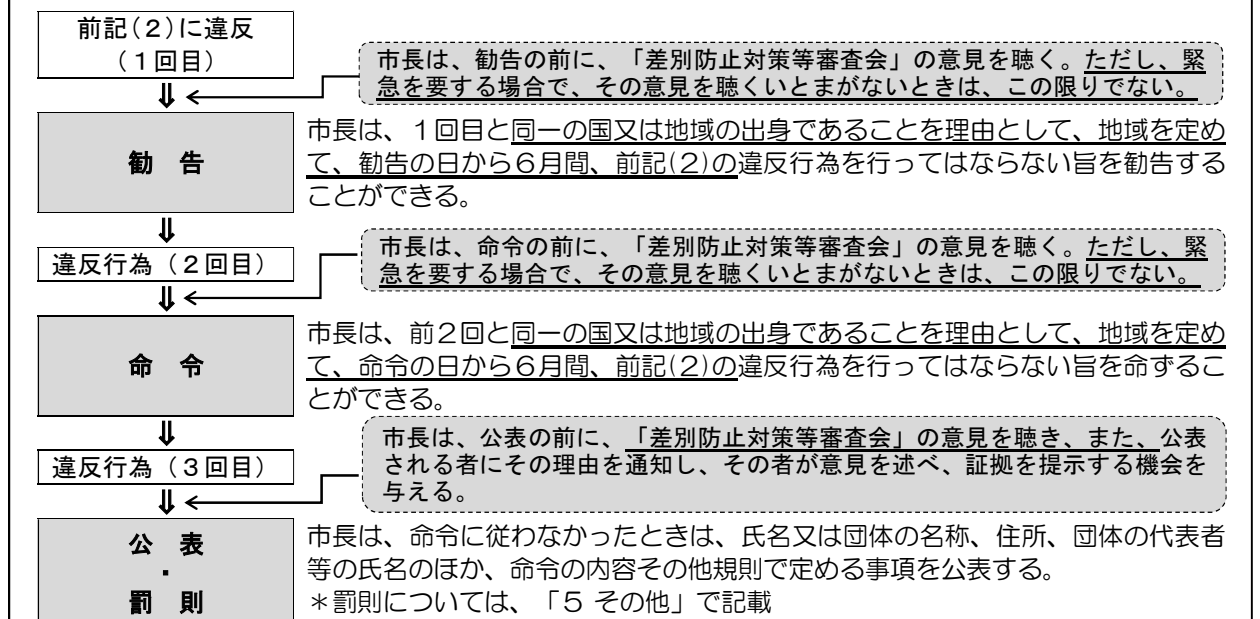 前記(2)に違反
(1回目)
市長は、勧告の前に、「差別防止対策等審査会」の意見を聴く。ただし、緊
急を要する場合で、その意見を聴くいとまがないときは、この限りでない。
⇓
勧 告
市長は、1回目と同一の国又は地域の出身であることを理由として、地域を定め
て、勧告の日から6月間、前記(2)の違反行為を行ってはならない旨を勧告する
ことができる。
⇓
違反行為(2回目)
市長は、命令の前に、「差別防止対策等審査会」の意見を聴く。ただし、緊
急を要する場合で、その意見を聴くいとまがないときは、この限りでない。
⇓
命 令
市長は、前2回と同一の国又は地域の出身であることを理由として、地域を定め
て、命令の日から6月間、前記(2)の違反行為を行ってはならない旨を命ずるこ
とができる。
⇓
違反行為(3回目)
市長は、公表の前に、「差別防止対策等審査会」の意見を聴き、また、公表
される者にその理由を通知し、その者が意見を述べ、証拠を提示する機会を
与える。
⇓
公 表
・
罰 則
市長は、命令に従わなかったときは、氏名又は団体の名称、住所、団体の代表者
等の氏名のほか、命令の内容その他規則で定める事項を公表する。
*罰則については、「5 その他」で記載